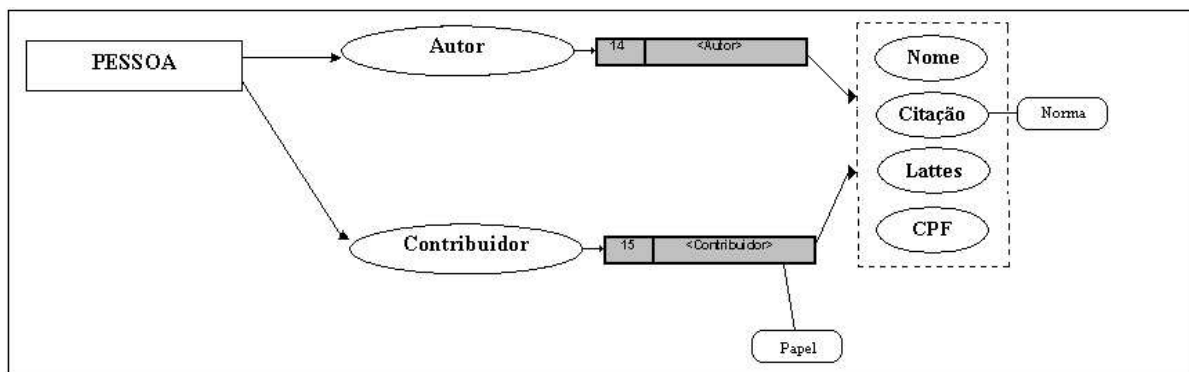 PESSOA
Autor
14 <Autor>
Nome
Citação
Norma
Lattes
CPF
Contribuidor
15 <Contribuidor>
Papel